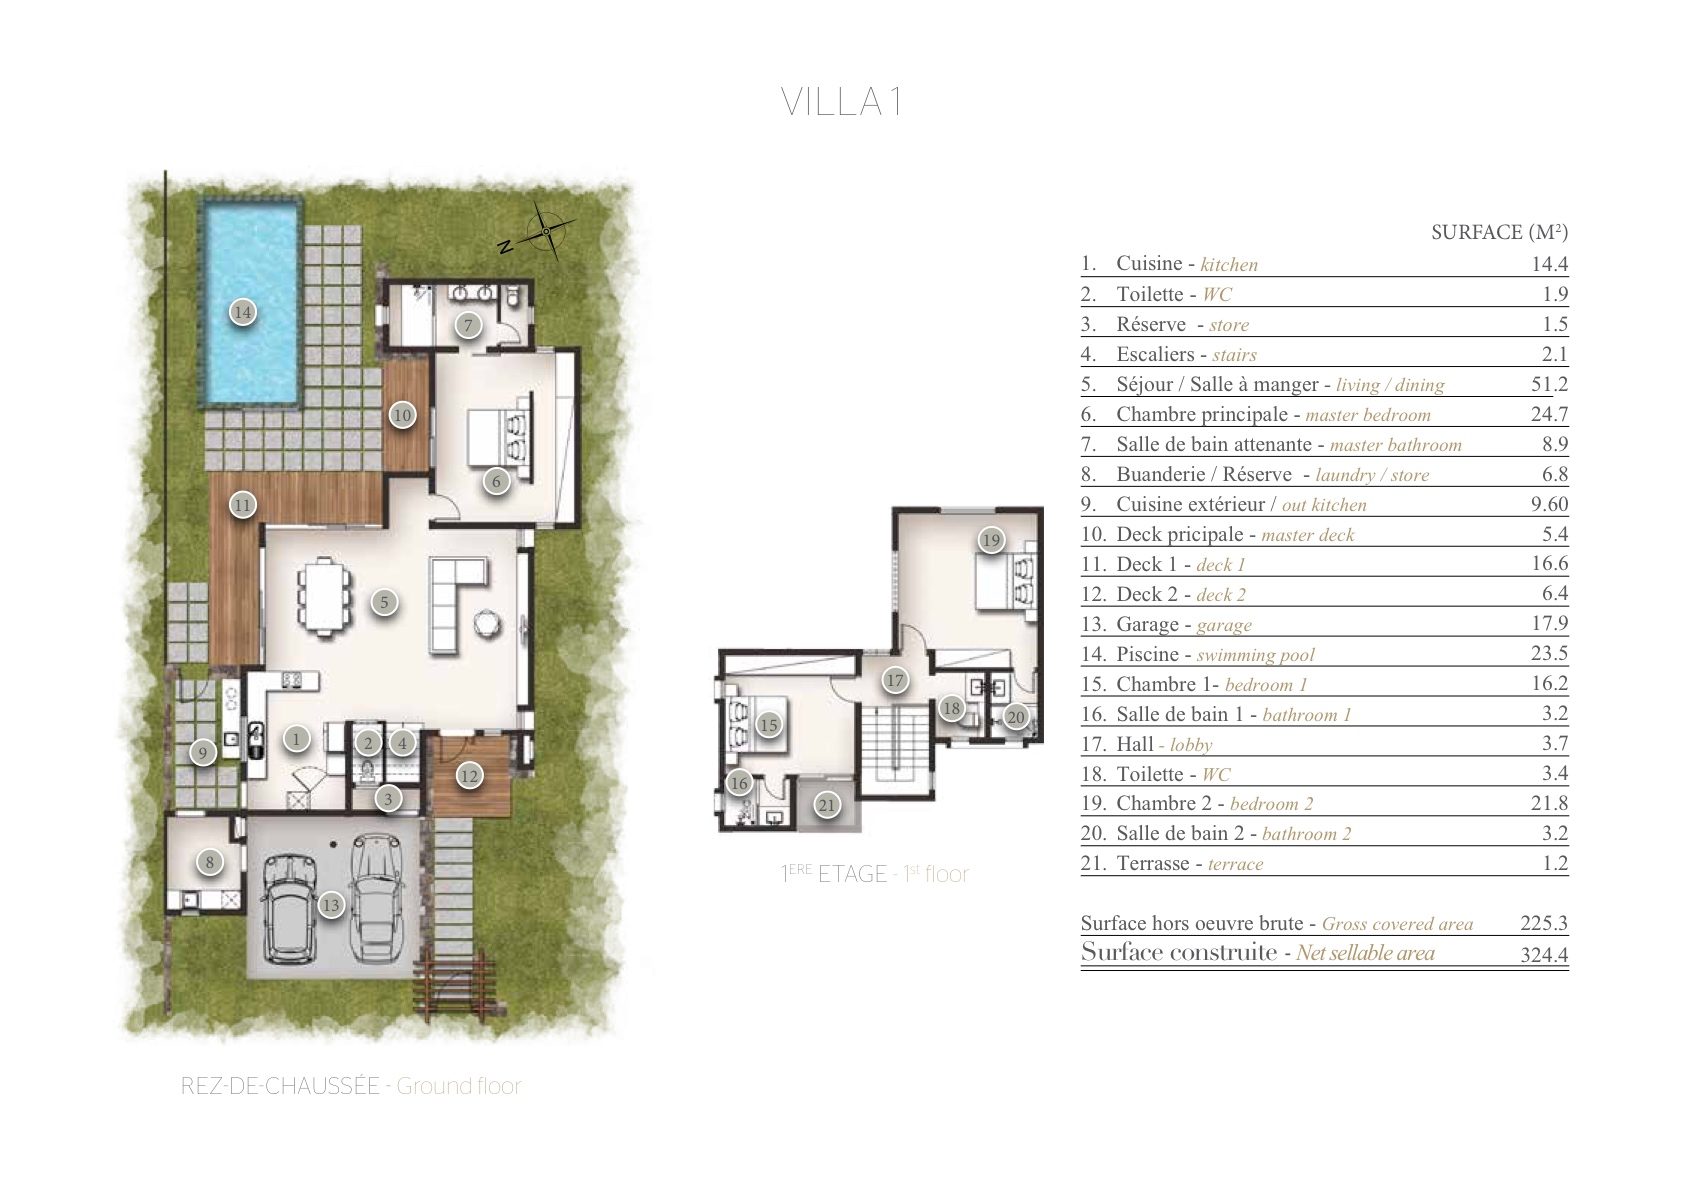 VILLA 1
N
14
7
10
6
11
5
1
2
4
9
12
3
8
13
REZ-DE-CHAUSSÉE - Ground floor
19
17
18
15
20
16
21
1ERE ETAGE - 1st floor
SURFACE (M²)
1. Cuisine - kitchen 14.4
2. Toilette - WC 1.9
3. Réserve - store 1.5
4. Escaliers - stairs 2.1
5. Séjour / Salle à manger - living / dining 51.2
6. Chambre principale - master bedroom 24.7
7. Salle de bain attenante - master bathroom 8.9
8. Buanderie / Réserve - laundry / store 6.8
9. Cuisine extérieur / out kitchen 9.60
10. Deck pricipale - master deck 5.4
11. Deck 1 - deck 1 16.6
12. Deck 2 - deck 2 6.4
13. Garage - garage 17.9
14. Piscine - swimming pool 23.5
15. Chambre 1- bedroom 1 16.2
16. Salle de bain 1 - bathroom 1 3.2
17. Hall - lobby 3.7
18. Toilette - WC 3.4
19. Chambre 2 - bedroom 2 21.8
20. Salle de bain 2 - bathroom 2 3.2
21. Terrasse - terrace 1.2
Surface hors oeuvre brute - Gross covered area 225.3
Surface construite - Net sellable area 324.4